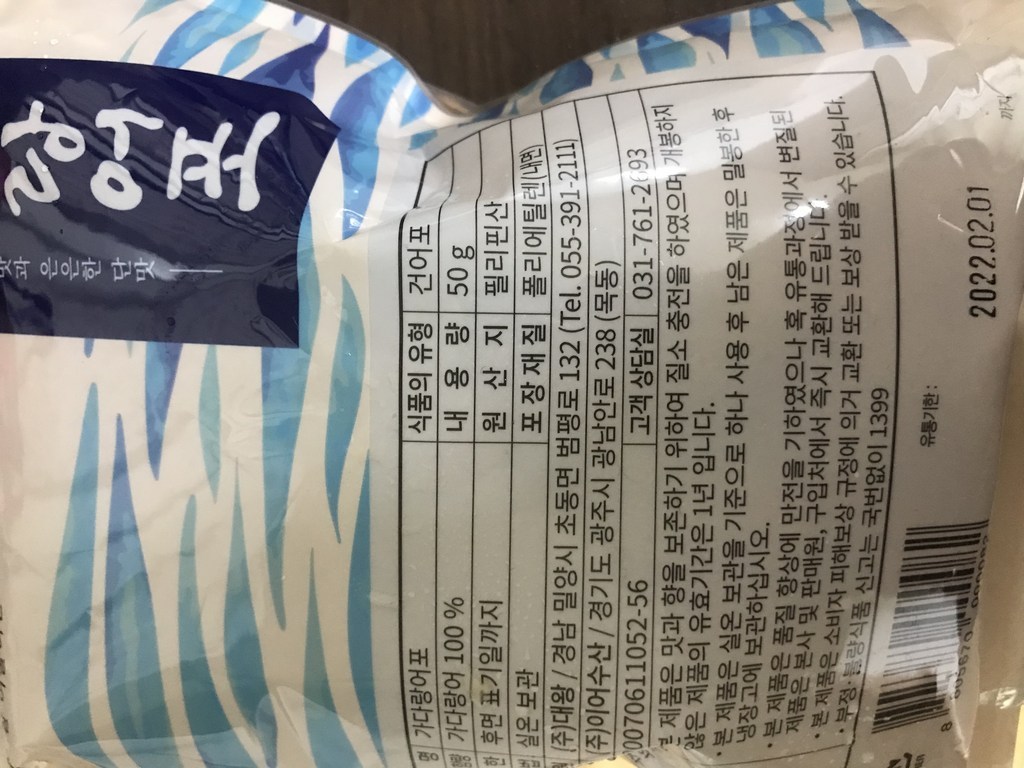 랑어포
맛과 은은한 단맛
명 가다랑어포 식품의 유형 건어포
가다랑어 100 % 내 용 량 50 g
한 후면 표기일까지 원 산 지 필리핀산
법 실온 보관 포장재질 폴리에틸렌(내면)
(주)대왕 / 경남 밀양시 초동면 범평로 132 (Tel. 055-391-2111)
주)이어수산 / 경기도 광주시 광남안로 238 (목동)
0070611052-56 고객 상담실 031-761-2693
본 제품은 맛과 향을 보존하기 위하여 질소 충전을 하였으며 개봉하지
않은 제품의 유효기간은 1년 입니다.
• 본 제품은 실온 보관을 기준으로 하나 사용 후 남은 제품은 밀봉한 후
냉장고에 보관하십시오.
• 본 제품은 품질 향상에 만전을 기하였으나 혹 유통과정에서 변질된
제품은 본사 및 판매원, 구입처에서 즉시 교환해 드립니다.
• 본 제품은 소비자 피해보상 규정에 의거 교환 또는 보상 받을 수 있습니다.
• 부정·불량식품 신고는 국번없이 1399
유통기한:
2022.02.01
까지
8